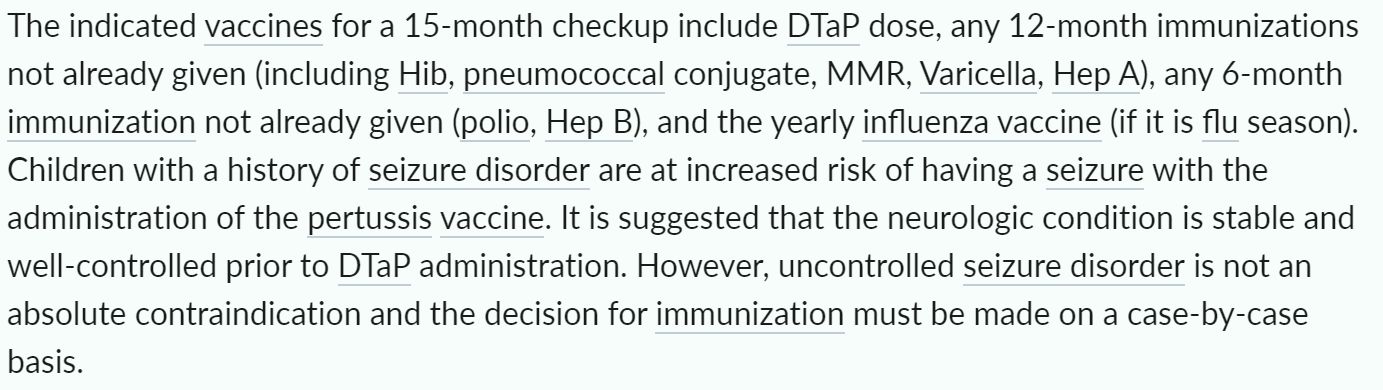 The indicated vaccines for a 15-month checkup include DTaP dose, any 12-month immunizations
not already given (including Hib, pneumococcal conjugate, MMR, Varicella, Hep A), any 6-month
immunization not already given (polio, Hep B), and the yearly influenza vaccine (if it is flu season).
Children with a history of seizure disorder are at increased risk of having a seizure with the
administration of the pertussis vaccine. It is suggested that the neurologic condition is stable and
well-controlled prior to DTaP administration. However, uncontrolled seizure disorder is not an
absolute contraindication and the decision for immunization must be made on a case-by-case
basis.